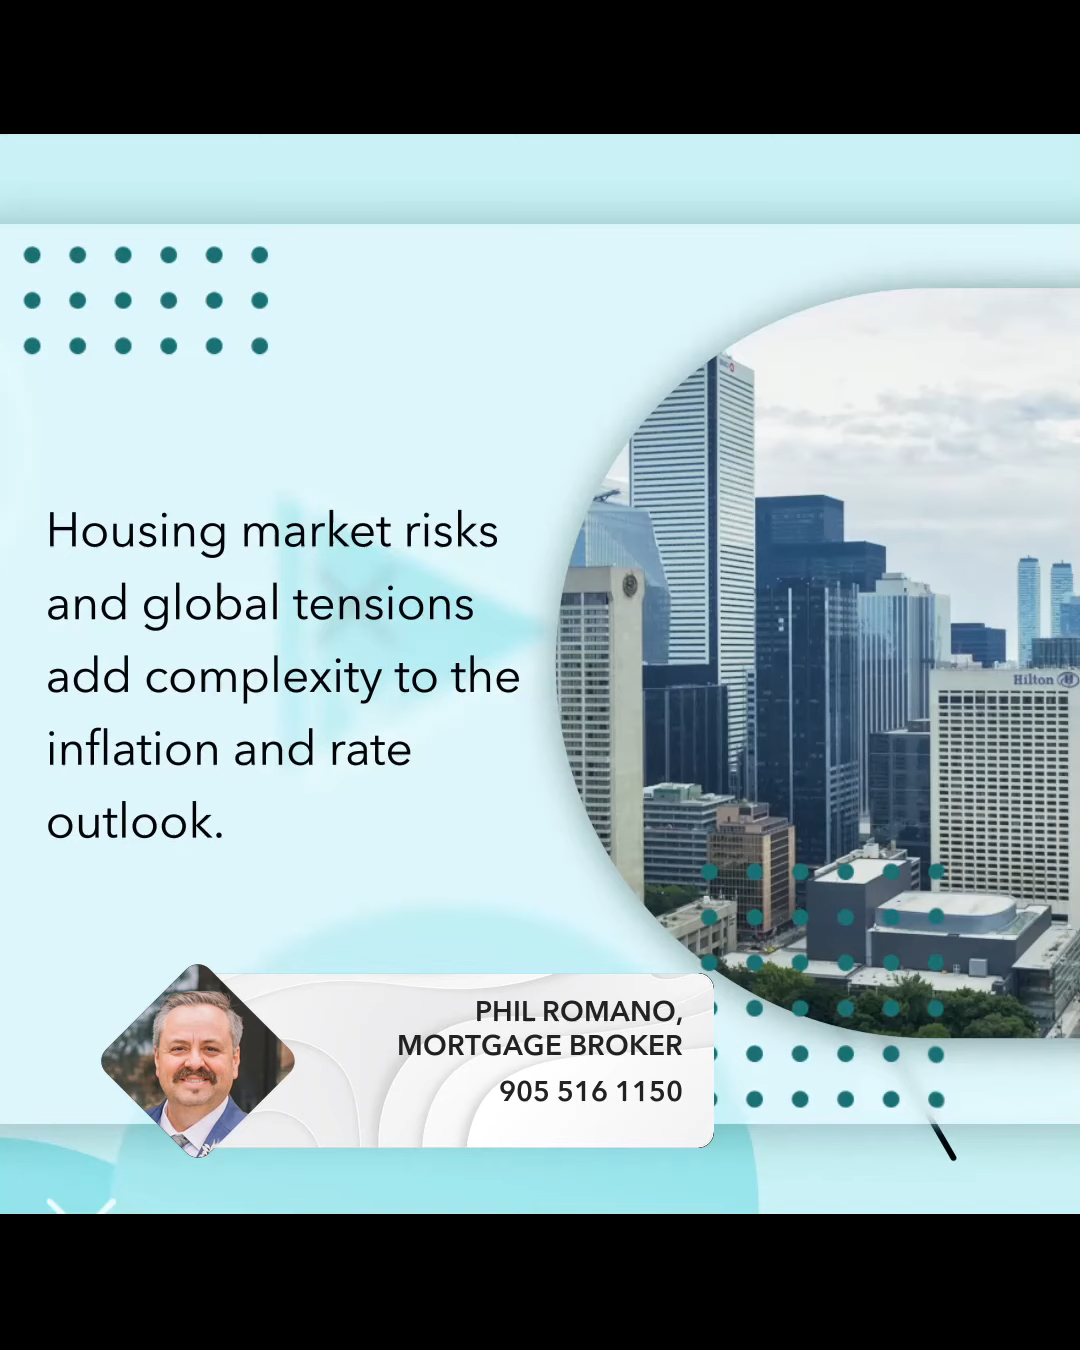 Housing market risks
and global tensions
add complexity to the
inflation and rate
outlook.
Hilton
PHIL ROMANO,
MORTGAGE BROKER
905 516 1150